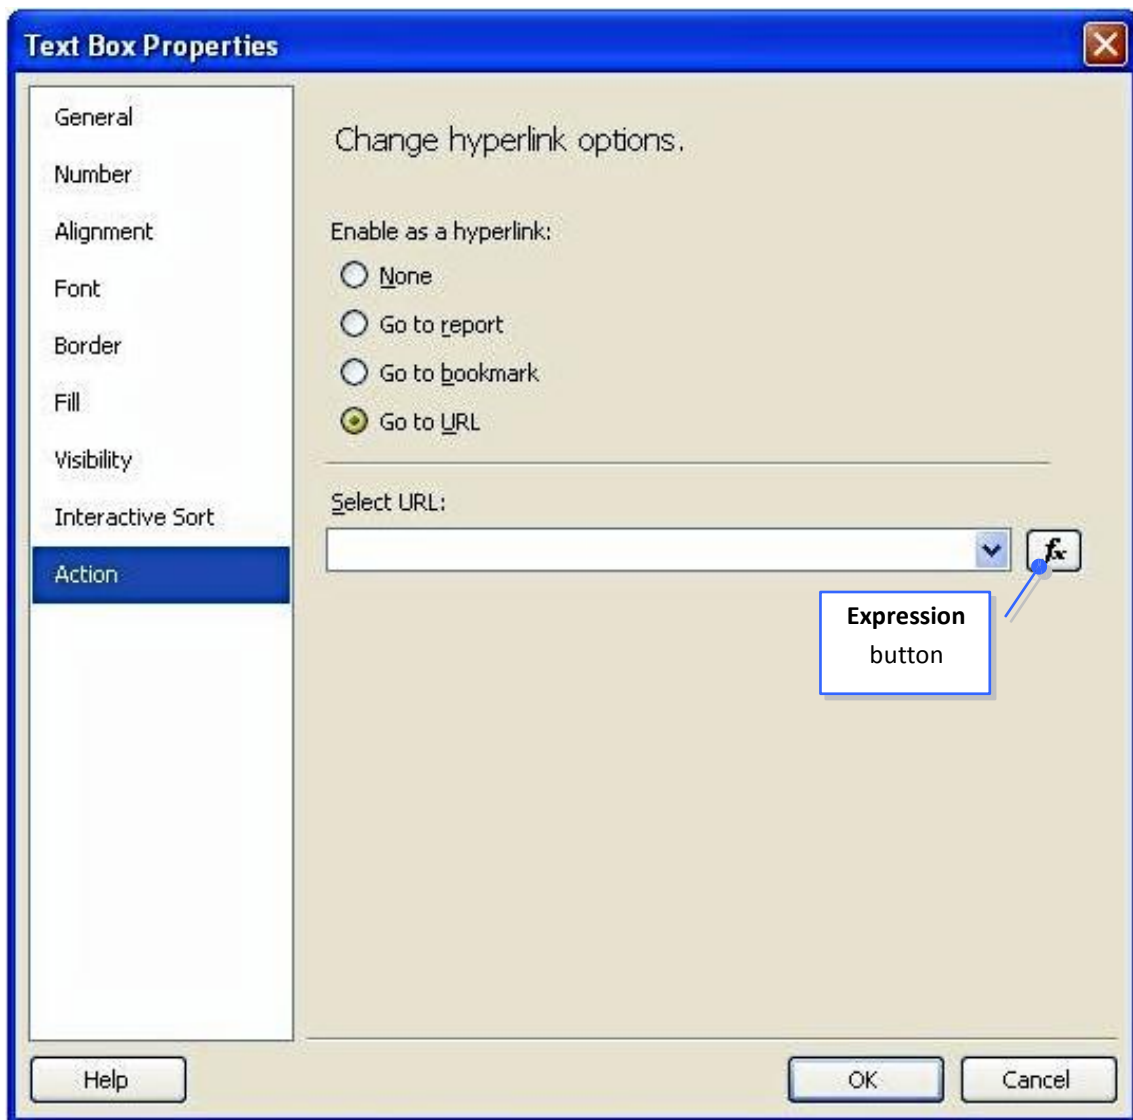 Text Box Properties
General
Number
Alignment
Font
Border
Fill
Visibility
Interactive Sort
Action
Change hyperlink options.
Enable as a hyperlink:
None
Go to report
Go to bookmark
Go to URL
Select URL:
fx
Expression
button
Help
OK
Cancel